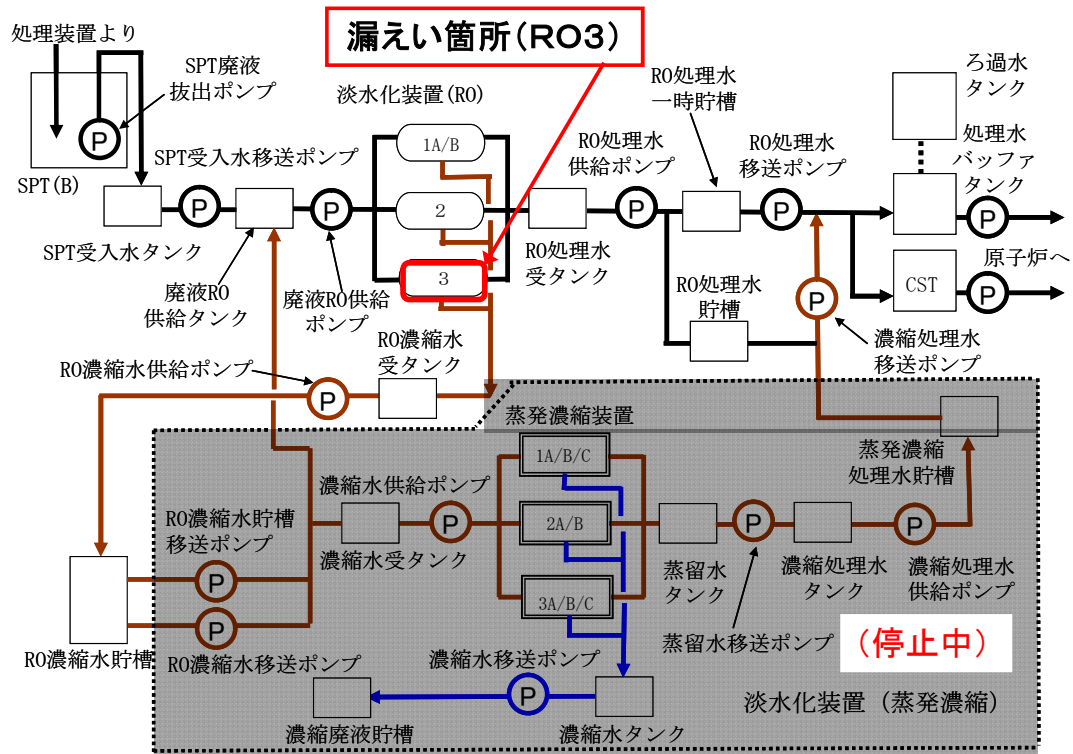 漏えい箇所(RO3)
処理装置より
SPT廃液
抜出ポンプ
P
SPT(B)
SPT受入水移送ポンプ
P
SPT受入水タンク
廃液RO
供給タンク
P
廃液RO供給
ポンプ
淡水化装置(RO)
1A/B
2
3
RO処理水
受タンク
RO処理水
供給ポンプ
P
RO処理水
一時貯槽
RO処理水
移送ポンプ
P
ろ過水
タンク
処理水
バッファ
タンク
P
原子炉へ
CST
P
RO処理水
貯槽
P
濃縮処理水
移送ポンプ
RO濃縮水
受タンク
RO濃縮水供給ポンプ
P
蒸発濃縮装置
1A/B/C
2A/B
3A/B/C
蒸発濃縮
処理水貯槽
濃縮水供給ポンプ
P
濃縮水受タンク
RO濃縮水貯槽
移送ポンプ
P
P
RO濃縮水貯槽
RO濃縮水移送ポンプ
蒸留水
タンク
P
蒸留水移送ポンプ
濃縮処理水
タンク
P
濃縮処理水
供給ポンプ
(停止中)
濃縮水移送ポンプ
P
濃縮廃液貯槽
濃縮水タンク
淡水化装置（蒸発濃縮）